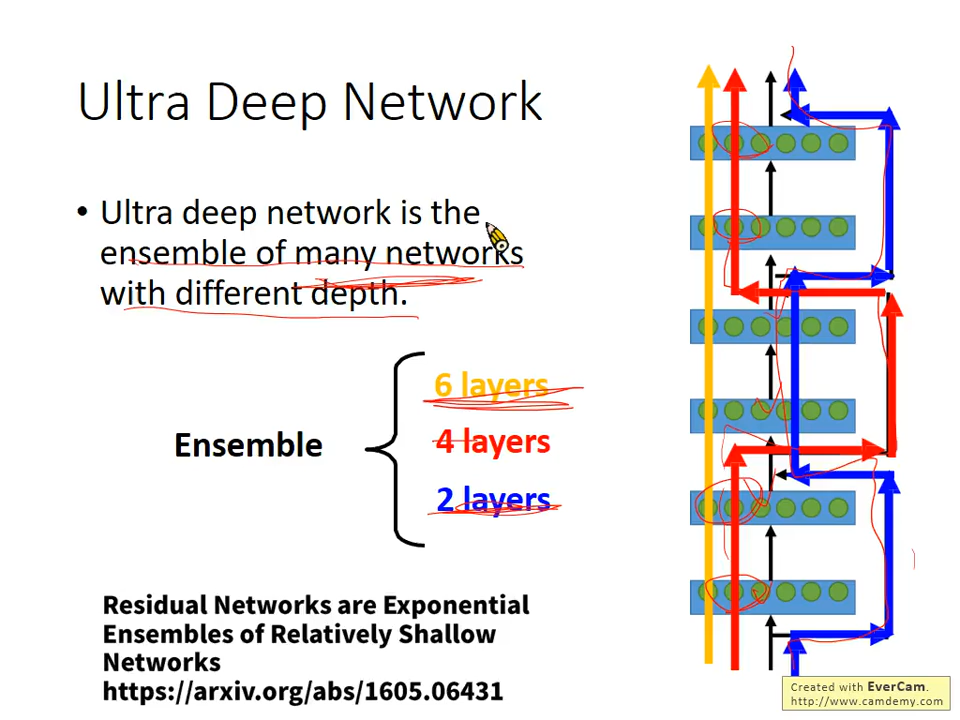 Ultra Deep Network
• Ultra deep network is the
ensemble of many networks
with different depth.
6 layers
Ensemble
4 layers
2 layers
Residual Networks are Exponential
Ensembles of Relatively Shallow
Networks
https://arxiv.org/abs/1605.06431
Created with EverCam.
http://www.camdemy.com